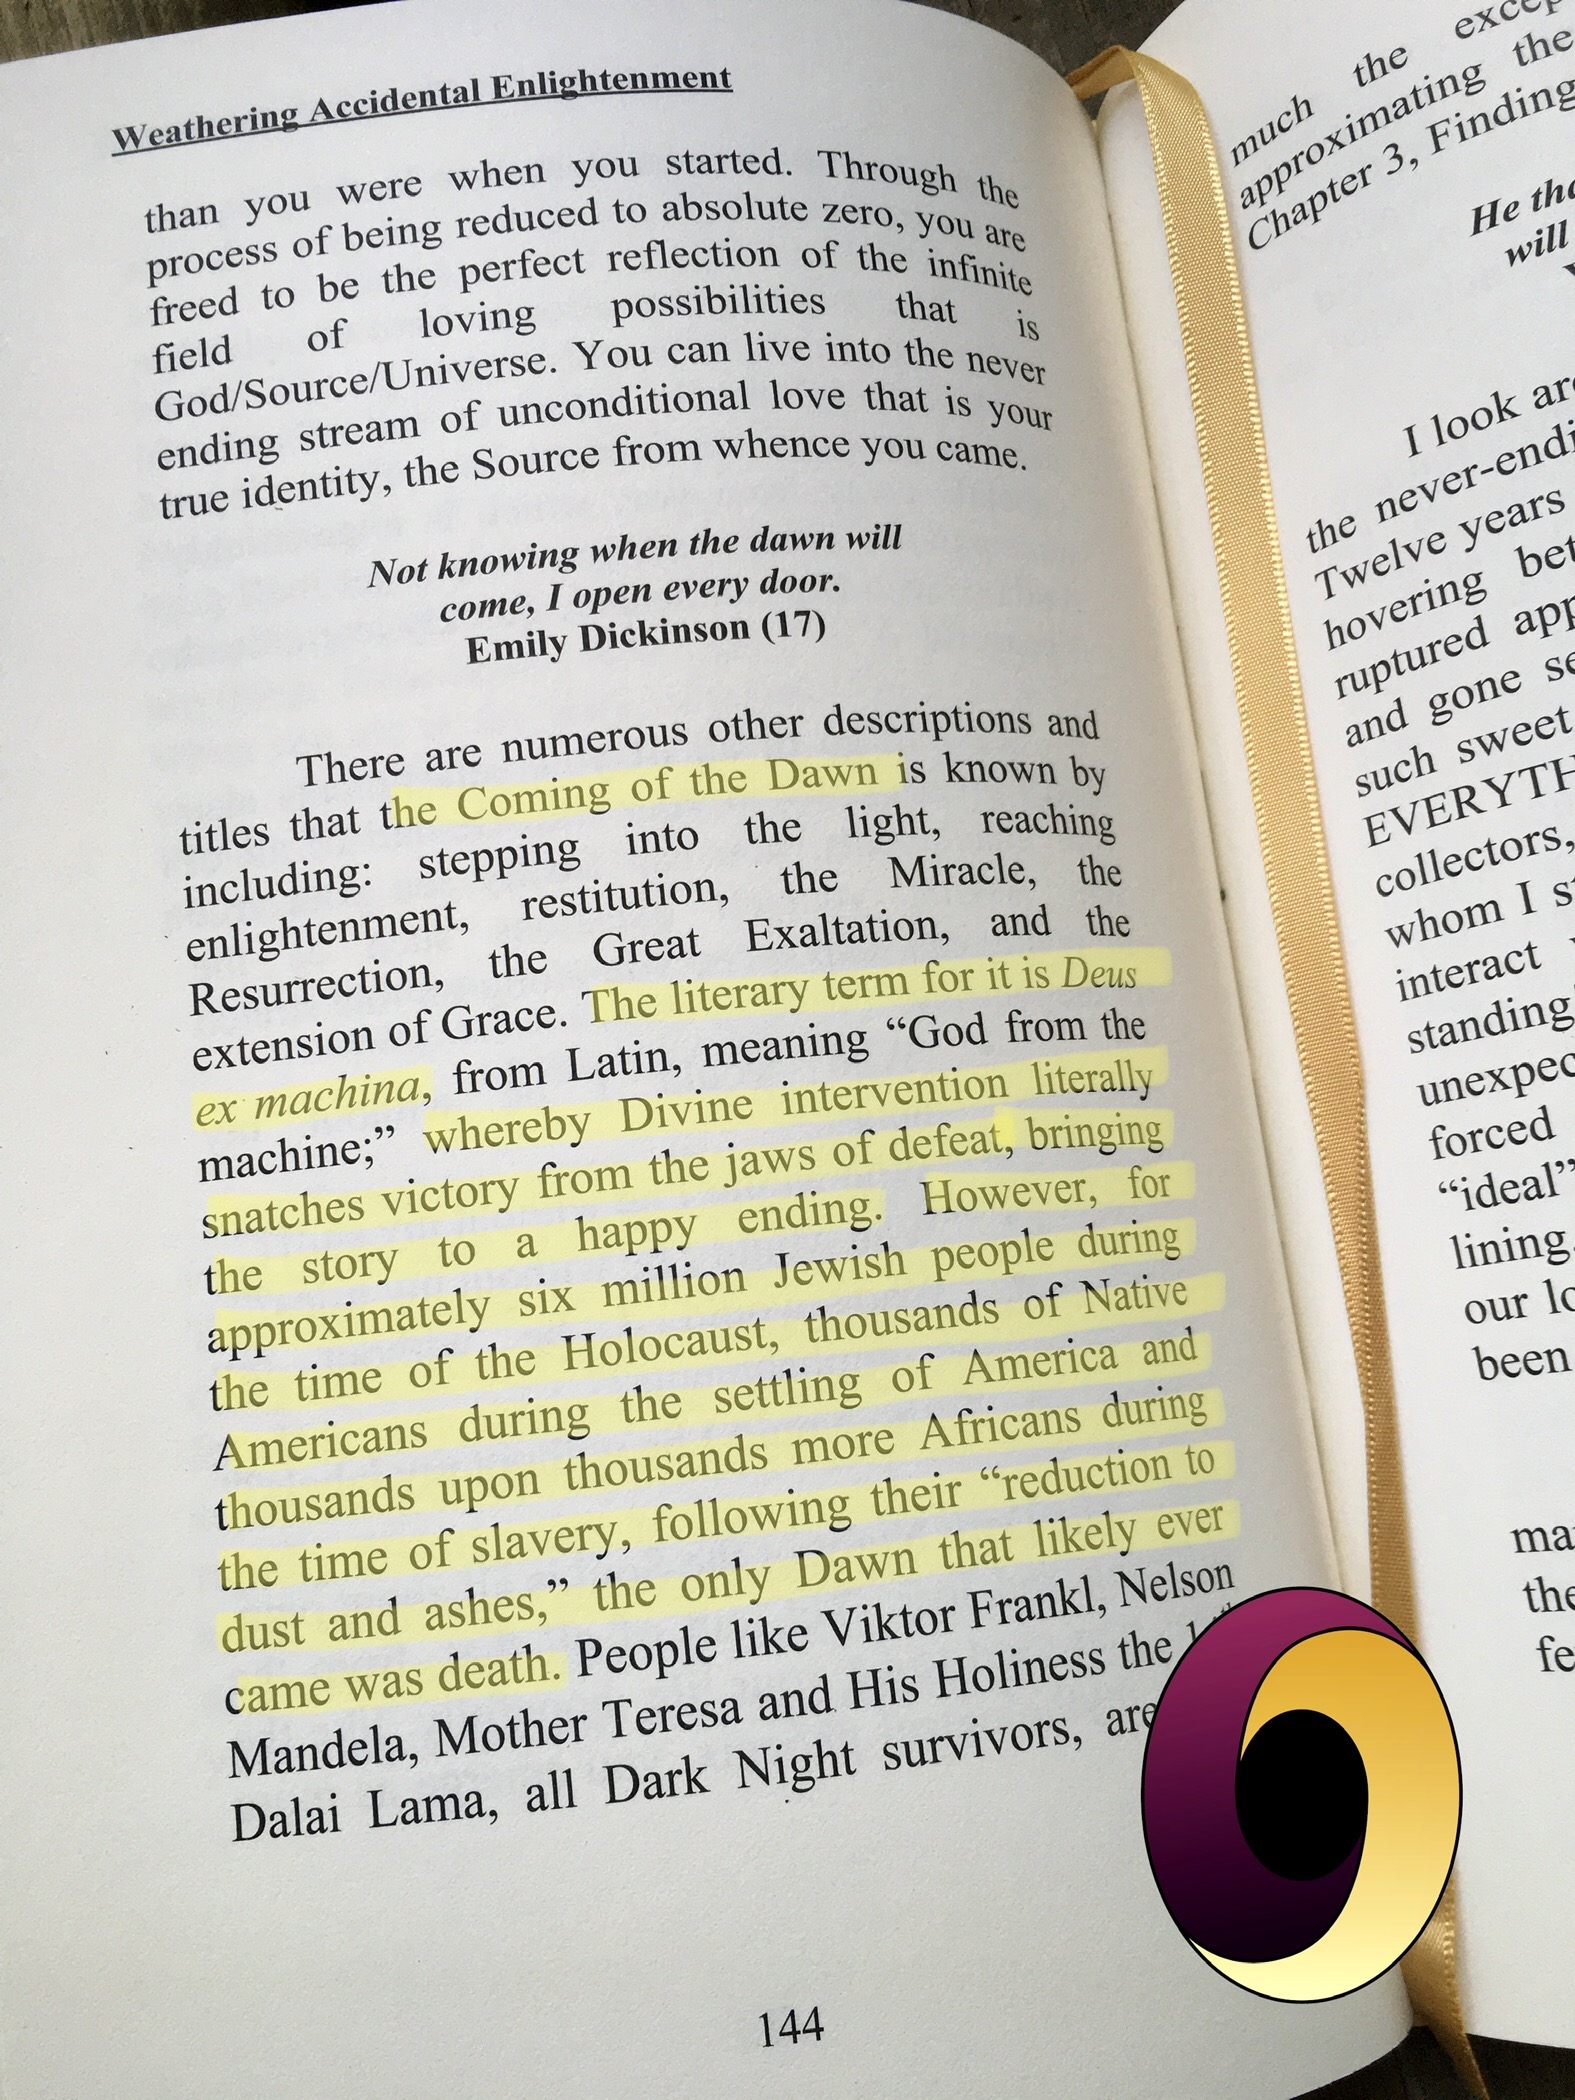 Weathering Accidental Enlightenment
than you were when you started. Through the
process of being reduced to absolute zero, you are
freed to be the perfect reflection of the infinite
field of loving possibilities that is
God/Source/Universe. You can live into the never
ending stream of unconditional love that is your
true identity, the Source from whence you came.
Not knowing when the dawn will
come, I open every door.
Emily Dickinson (17)
There are numerous other descriptions and
titles that the Coming of the Dawn is known by
including: stepping into the light, reaching
enlightenment, restitution, the Miracle, the
Resurrection, the Great Exaltation, and the
extension of Grace. The literary term for it is Deus
ex machina, from Latin, meaning “God from the
machine;” whereby Divine intervention literally
snatches victory from the jaws of defeat, bringing
the story to a happy ending. However, for
approximately six million Jewish people during
the time of the Holocaust, thousands of Native
Americans during the settling of America and
thousands upon thousands more Africans during
the time of slavery, following their “reduction to
dust and ashes,” the only Dawn that likely ever
came was death. People like Viktor Frankl, Nelson
Mandela, Mother Teresa and His Holiness the
Dalai Lama, all Dark Night survivors, are
144
much the
approximating the
Chapter 3, Finding
He
will
I look
the
Twelve years
hovering
ruptured
and gone
such sweet
collectors,
whom I
interact
standing
forced
“ideal”
lining.
our
been